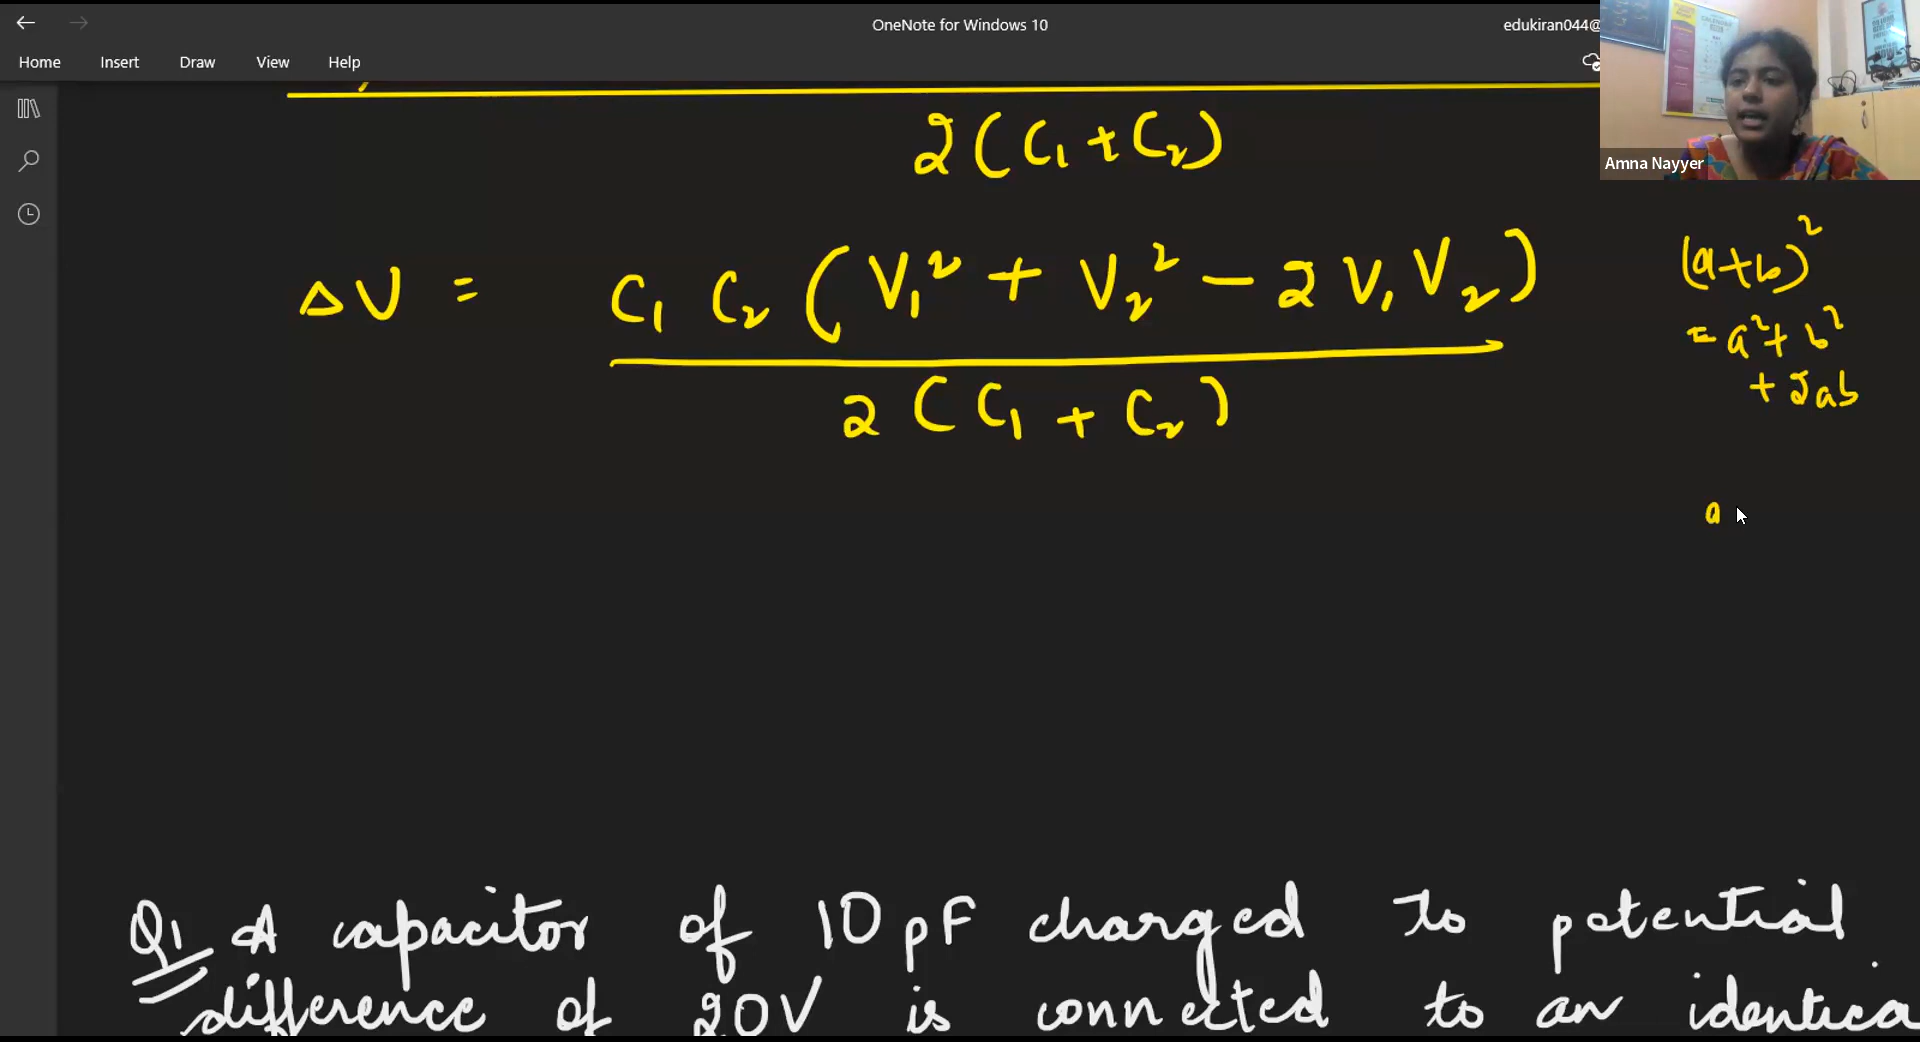 OneNote for Windows 10
edukiran044@
Home Insert Draw View Help
Amna Nayyer
2 (C₁ + C₂)
ΔU = C₁ C₂ (V₁² + V₂² − 2 V₁ V₂)
2 (C₁ + C₂)
(a+b)²
= a² + b²
+ 2ab
a
Q1 A capacitor of 10 pF charged to potential
difference of 20V is connected to an identica